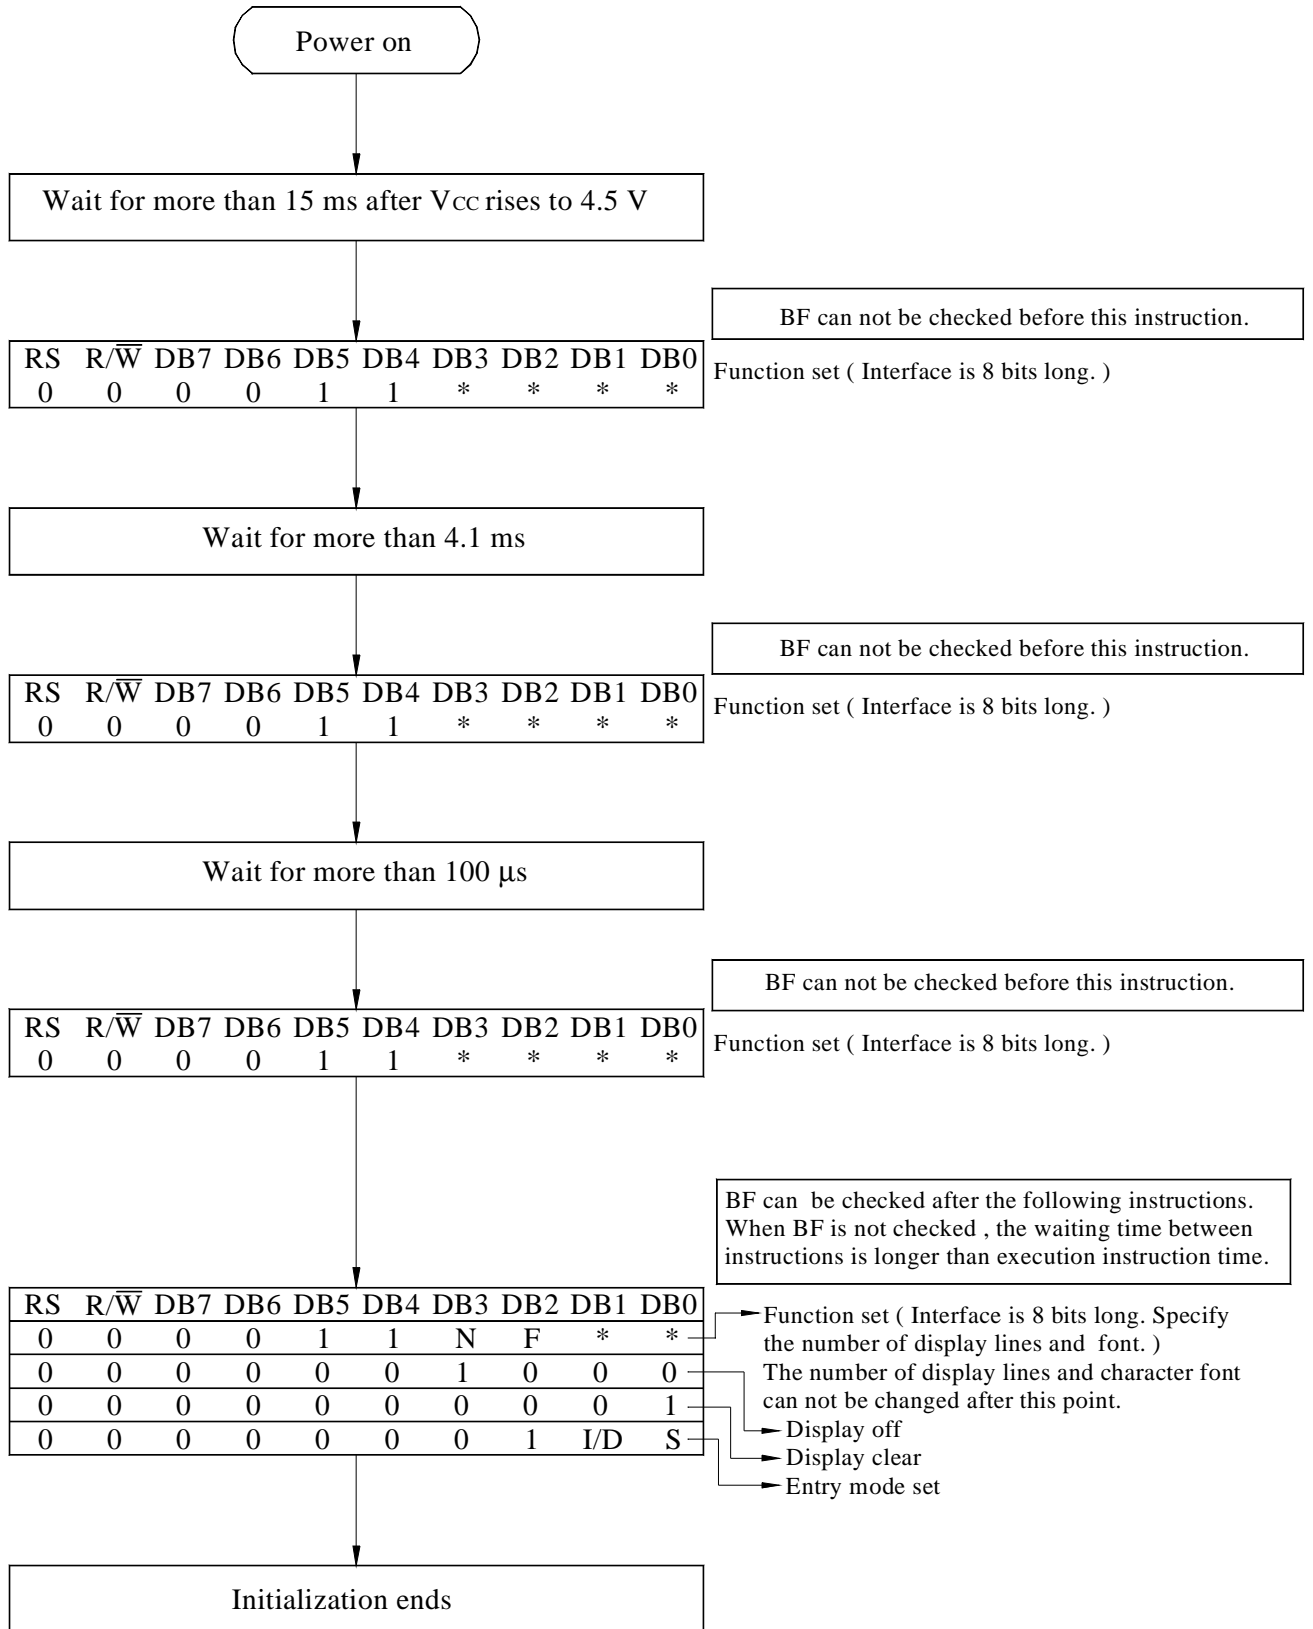 Power on
Wait for more than 15 ms after VCC rises to 4.5 V
BF can not be checked before this instruction.
RS R/W̅ DB7 DB6 DB5 DB4 DB3 DB2 DB1 DB0
0 0 0 0 1 1 * * * *
Function set ( Interface is 8 bits long. )
Wait for more than 4.1 ms
BF can not be checked before this instruction.
RS R/W̅ DB7 DB6 DB5 DB4 DB3 DB2 DB1 DB0
0 0 0 0 1 1 * * * *
Function set ( Interface is 8 bits long. )
Wait for more than 100 μs
BF can not be checked before this instruction.
RS R/W̅ DB7 DB6 DB5 DB4 DB3 DB2 DB1 DB0
0 0 0 0 1 1 * * * *
Function set ( Interface is 8 bits long. )
BF can be checked after the following instructions.
When BF is not checked , the waiting time between
instructions is longer than execution instruction time.
RS R/W̅ DB7 DB6 DB5 DB4 DB3 DB2 DB1 DB0
0 0 0 0 1 1 N F * *
0 0 0 0 0 0 1 0 0 0
0 0 0 0 0 0 0 0 0 1
0 0 0 0 0 0 0 1 I/D S
Function set ( Interface is 8 bits long. Specify
the number of display lines and font. )
The number of display lines and character font
can not be changed after this point.
Display off
Display clear
Entry mode set
Initialization ends